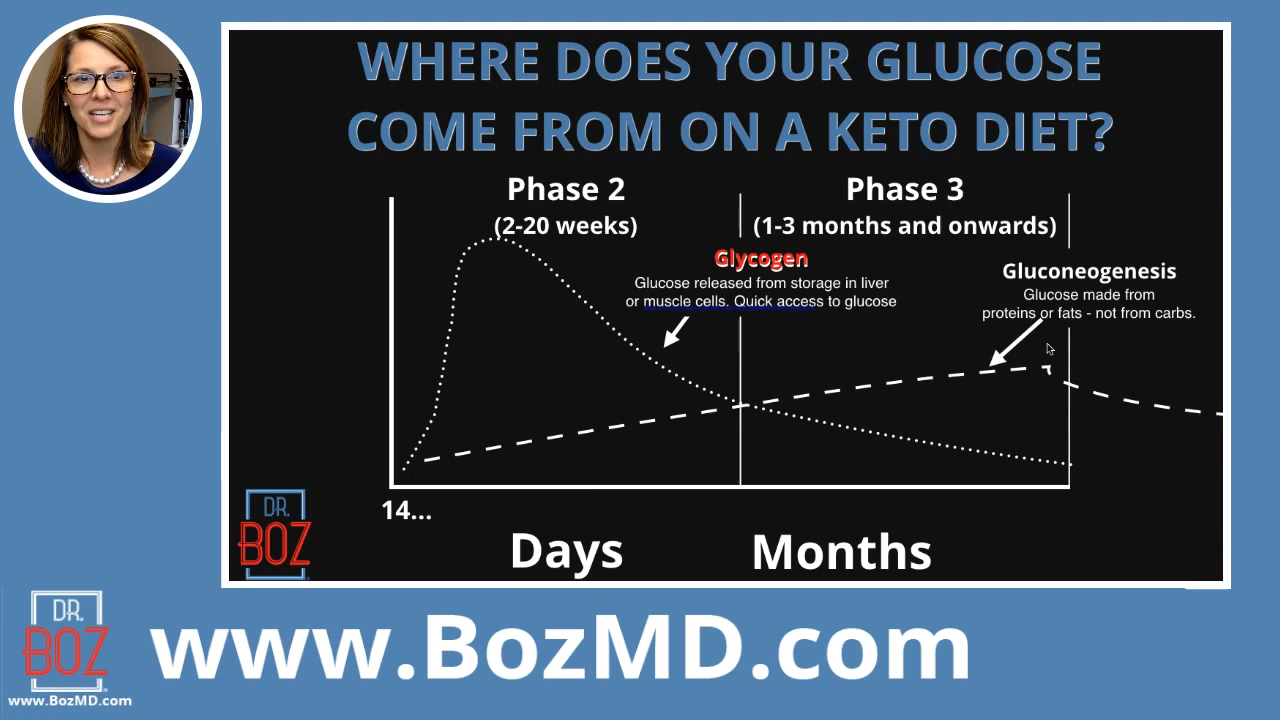 WHERE DOES YOUR GLUCOSE
COME FROM ON A KETO DIET?
Phase 2
(2-20 weeks)
Phase 3
(1-3 months and onwards)
Glycogen
Glucose released from storage in liver
or muscle cells. Quick access to glucose
Gluconeogenesis
Glucose made from
proteins or fats - not from carbs.
14...
Days
Months
DR.
BOZ
DR.
BOZ
www.BozMD.com
www.BozMD.com